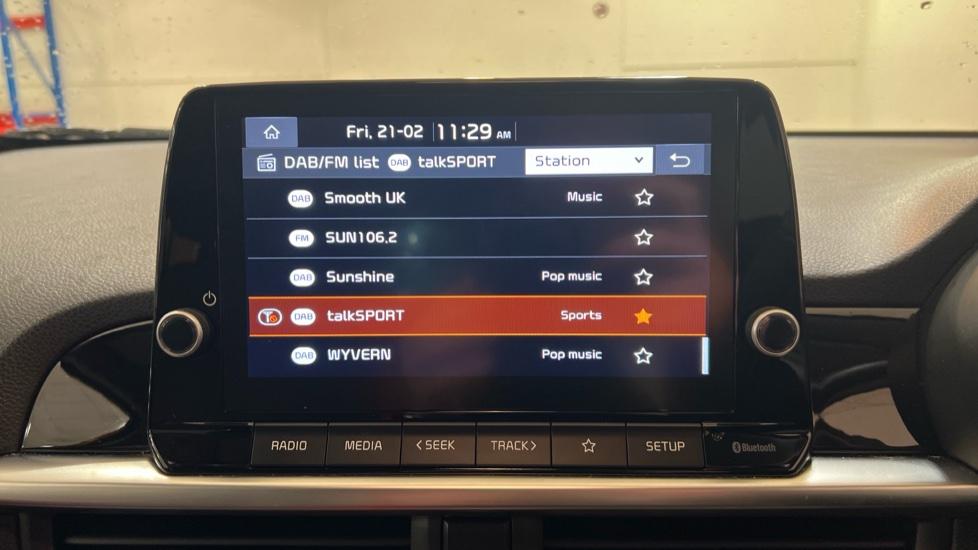 Fri, 21-02 11:29 AM
DAB/FM list DAB talkSPORT Station
DAB Smooth UK Music
FM SUN106.2
DAB Sunshine Pop music
DAB talkSPORT Sports
DAB WYVERN Pop music
RADIO MEDIA <SEEK TRACK> SETUP Bluetooth